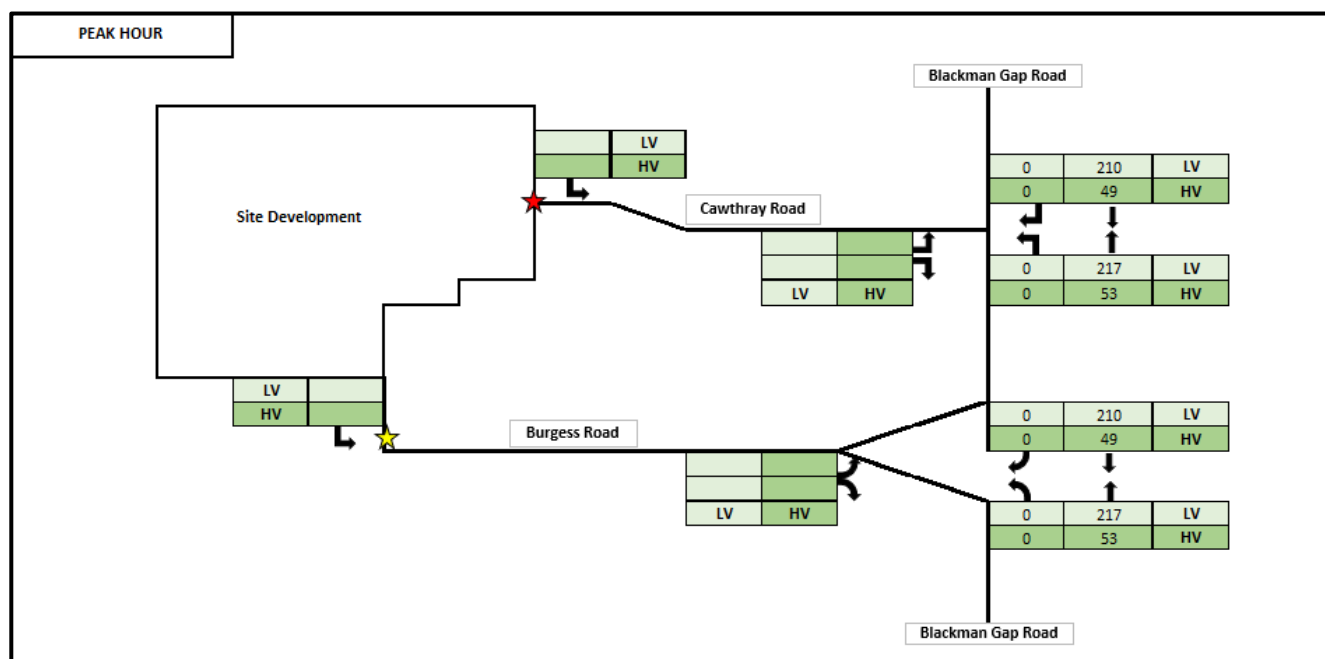 PEAK HOUR
Blackman Gap Road
LV
HV
0 210 LV
0 49 HV
Site Development
Cawthray Road
LV HV
0 217 LV
0 53 HV
LV
HV
Burgess Road
0 210 LV
0 49 HV
LV HV
0 217 LV
0 53 HV
Blackman Gap Road